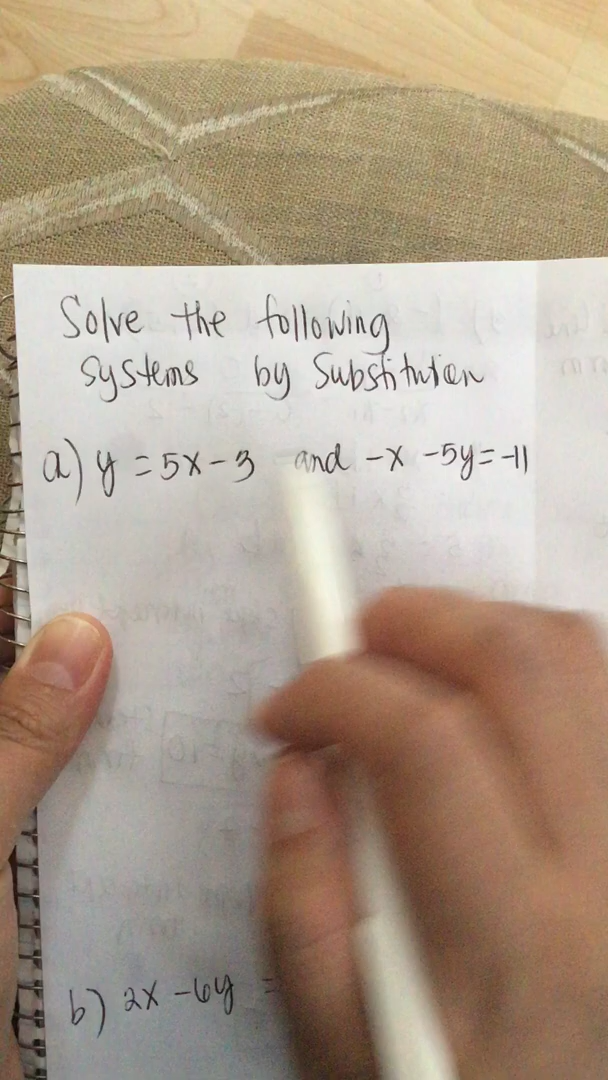 Solve the following
systems by Substitution
a) y = 5x - 3 and -x -5y = -11
b) 2x - 6y =